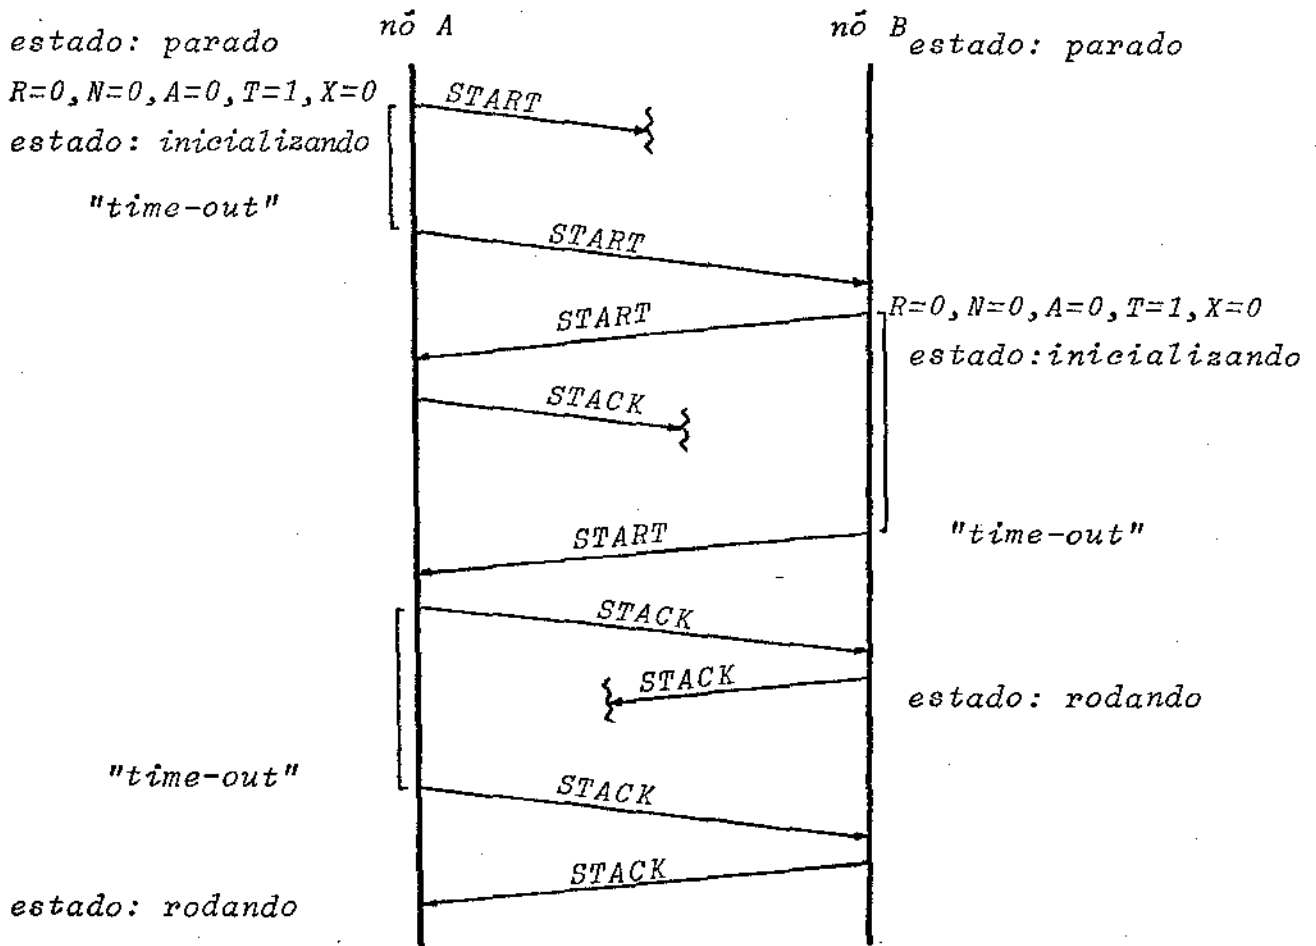 nó A
nó B
estado: parado
estado: parado
R=0,N=0,A=0,T=1,X=0
START
estado: inicializando
"time-out"
START
START
R=0,N=0,A=0,T=1,X=0
estado:inicializando
STACK
START
"time-out"
STACK
STACK
estado: rodando
"time-out"
STACK
STACK
estado: rodando